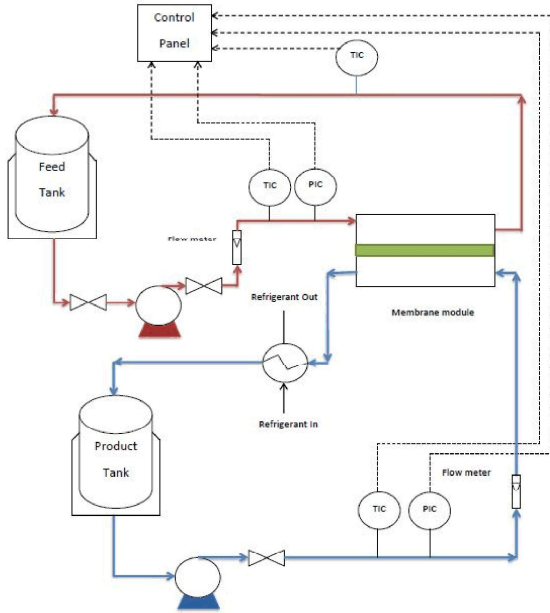 Control
Panel
TIC
Feed
Tank
TIC
PIC
Flow meter
Refrigerant Out
Membrane module
Refrigerant In
Product
Tank
Flow meter
TIC
PIC